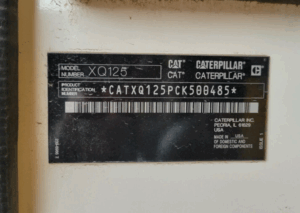 MODEL NUMBER XQ125
CAT® CATERPILLAR®
CAT® CATERPILLAR®
PRODUCT IDENTIFICATION NUMBER
*CATXQ125PCK500485*
CATERPILLAR INC.
PEORIA, IL 61629
USA
MADE IN USA
OF DOMESTIC AND
FOREIGN CONTENT